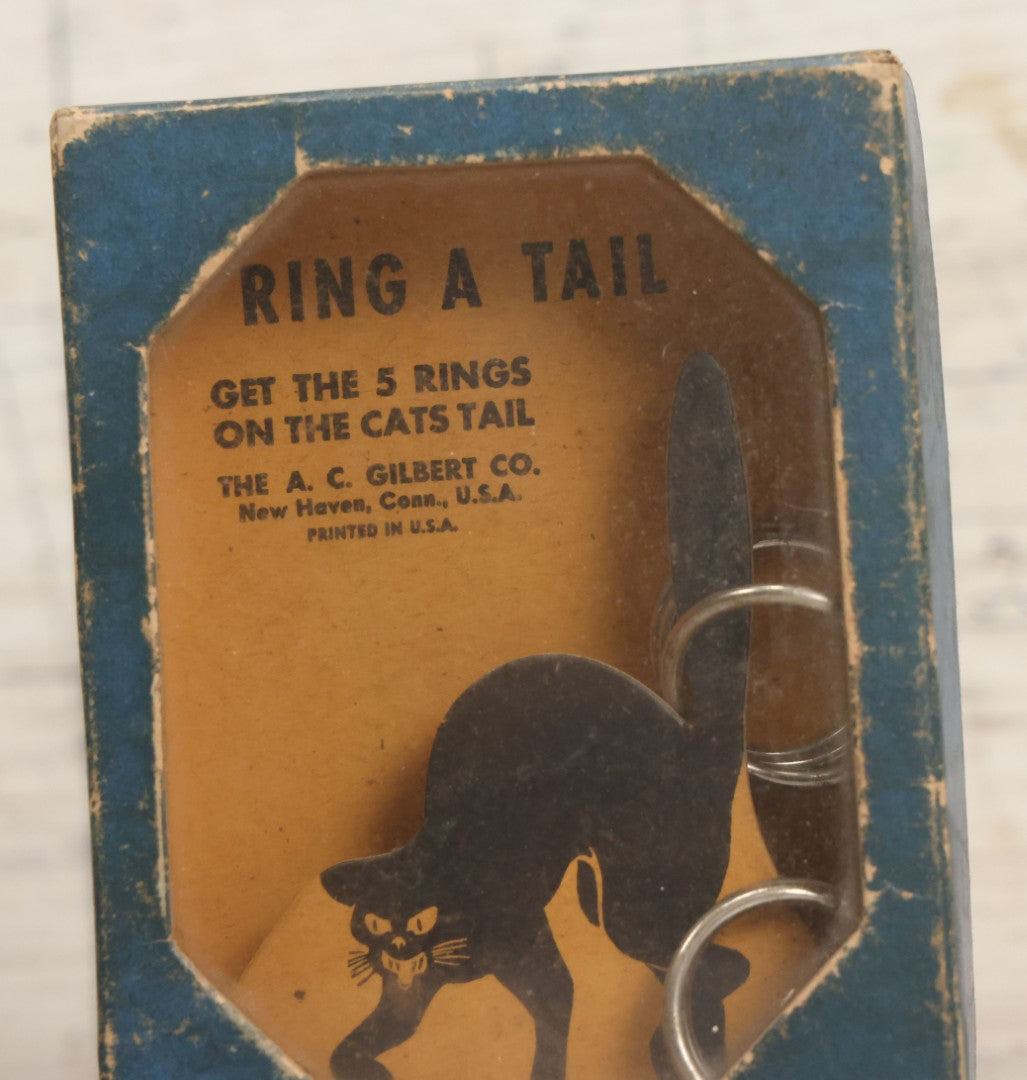 RING A TAIL
GET THE 5 RINGS
ON THE CATS TAIL
THE A. C. GILBERT CO.
New Haven, Conn., U.S.A.
PRINTED IN U.S.A.